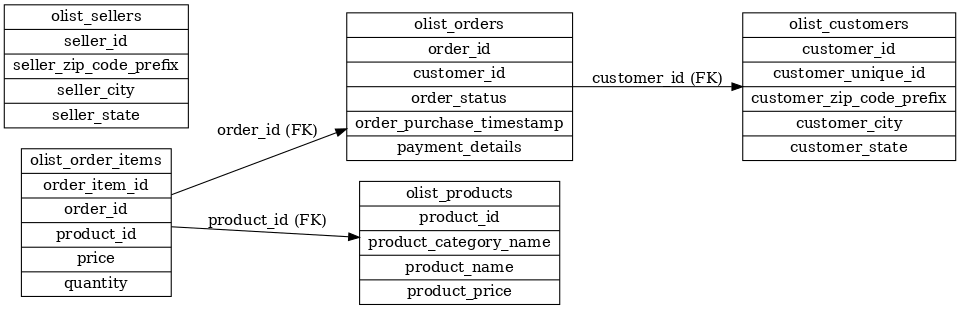 olist_sellers
seller_id
seller_zip_code_prefix
seller_city
seller_state
olist_order_items
order_item_id
order_id
product_id
price
quantity
order_id (FK)
product_id (FK)
olist_orders
order_id
customer_id
order_status
order_purchase_timestamp
payment_details
olist_products
product_id
product_category_name
product_name
product_price
customer_id (FK)
olist_customers
customer_id
customer_unique_id
customer_zip_code_prefix
customer_city
customer_state